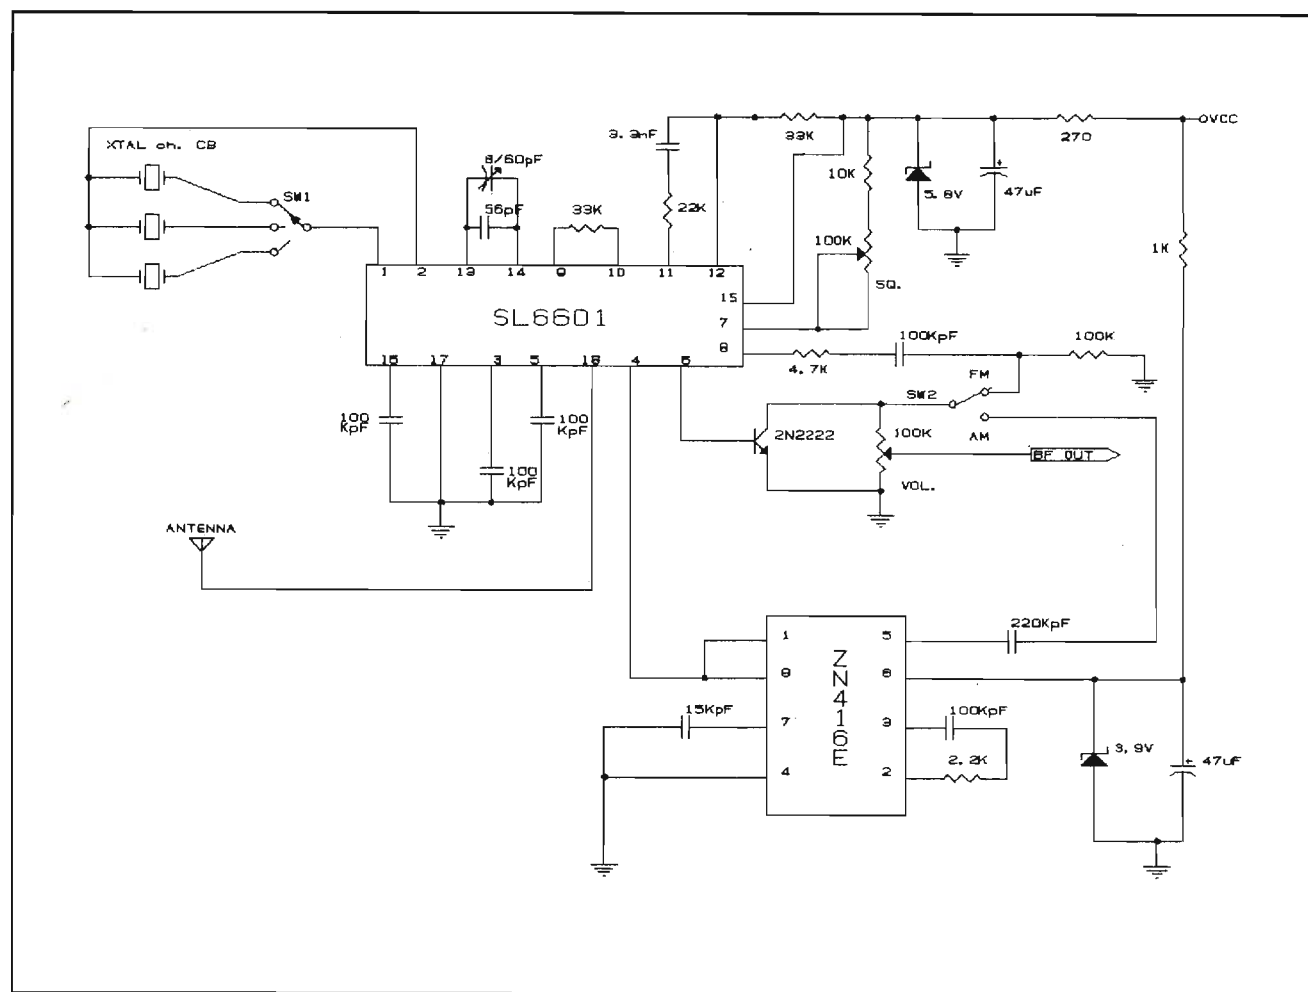 XTAL ch. CB
SW1
8/60pF
56pF
33K
3.3nF
22K
33K
10K
100K
SQ.
5.8V
47uF
270
VCC
1K
1 2 13 14 9 10 11 12
15
7
8
SL6601
16 17 3 5 18 4 6
100
KpF
100
KpF
100
KpF
4.7K
100KpF
100K
FM
SW2
AM
2N2222
100K
VOL.
BF OUT
ANTENNA
220KpF
1
8
7
4
ZN416E
5
6
3
2
15KpF
100KpF
2.2K
3,9V
47uF